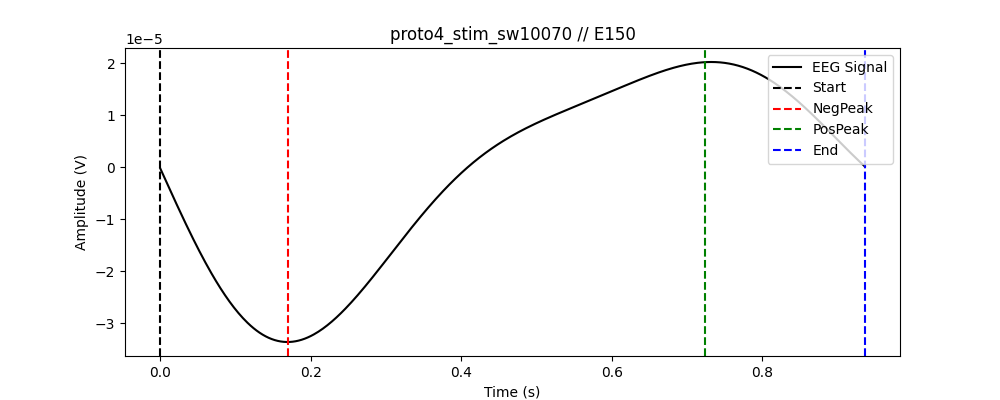 proto4_stim_sw10070 // E150
1e−5
2
1
0
−1
−2
−3
Amplitude (V)
0.0 0.2 0.4 0.6 0.8
Time (s)
EEG Signal
Start
NegPeak
PosPeak
End